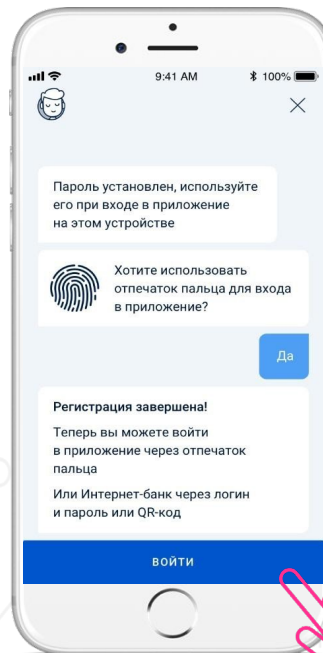 9:41 AM
100%
Пароль установлен, используйте
его при входе в приложение
на этом устройстве
Хотите использовать
отпечаток пальца для входа
в приложение?
Да
Регистрация завершена!
Теперь вы можете войти
в приложение через отпечаток
пальца
Или Интернет-банк через логин
и пароль или QR-код
ВОЙТИ